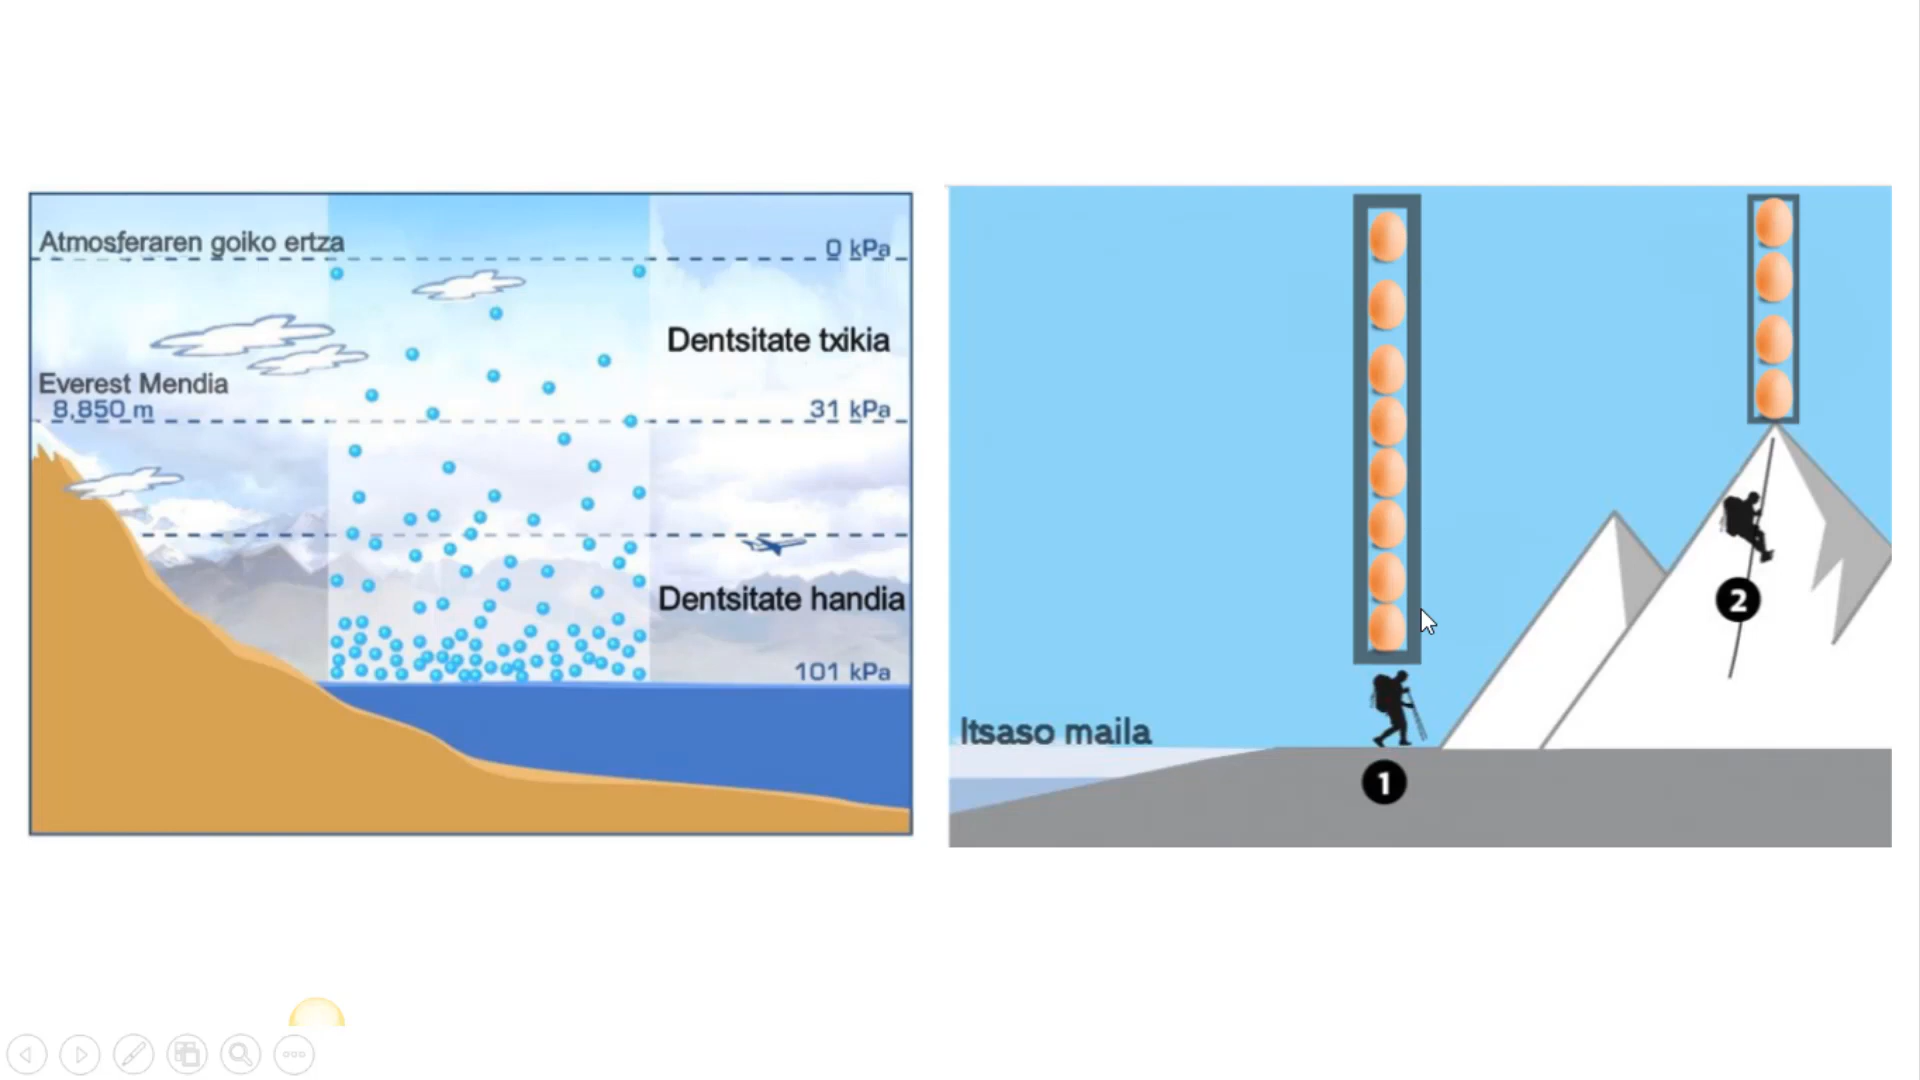 Atmosferaren goiko ertza
0 kPa
Dentsitate txikia
Everest Mendia
8,850 m
31 kPa
Dentsitate handia
101 kPa
Itsaso maila
1
2